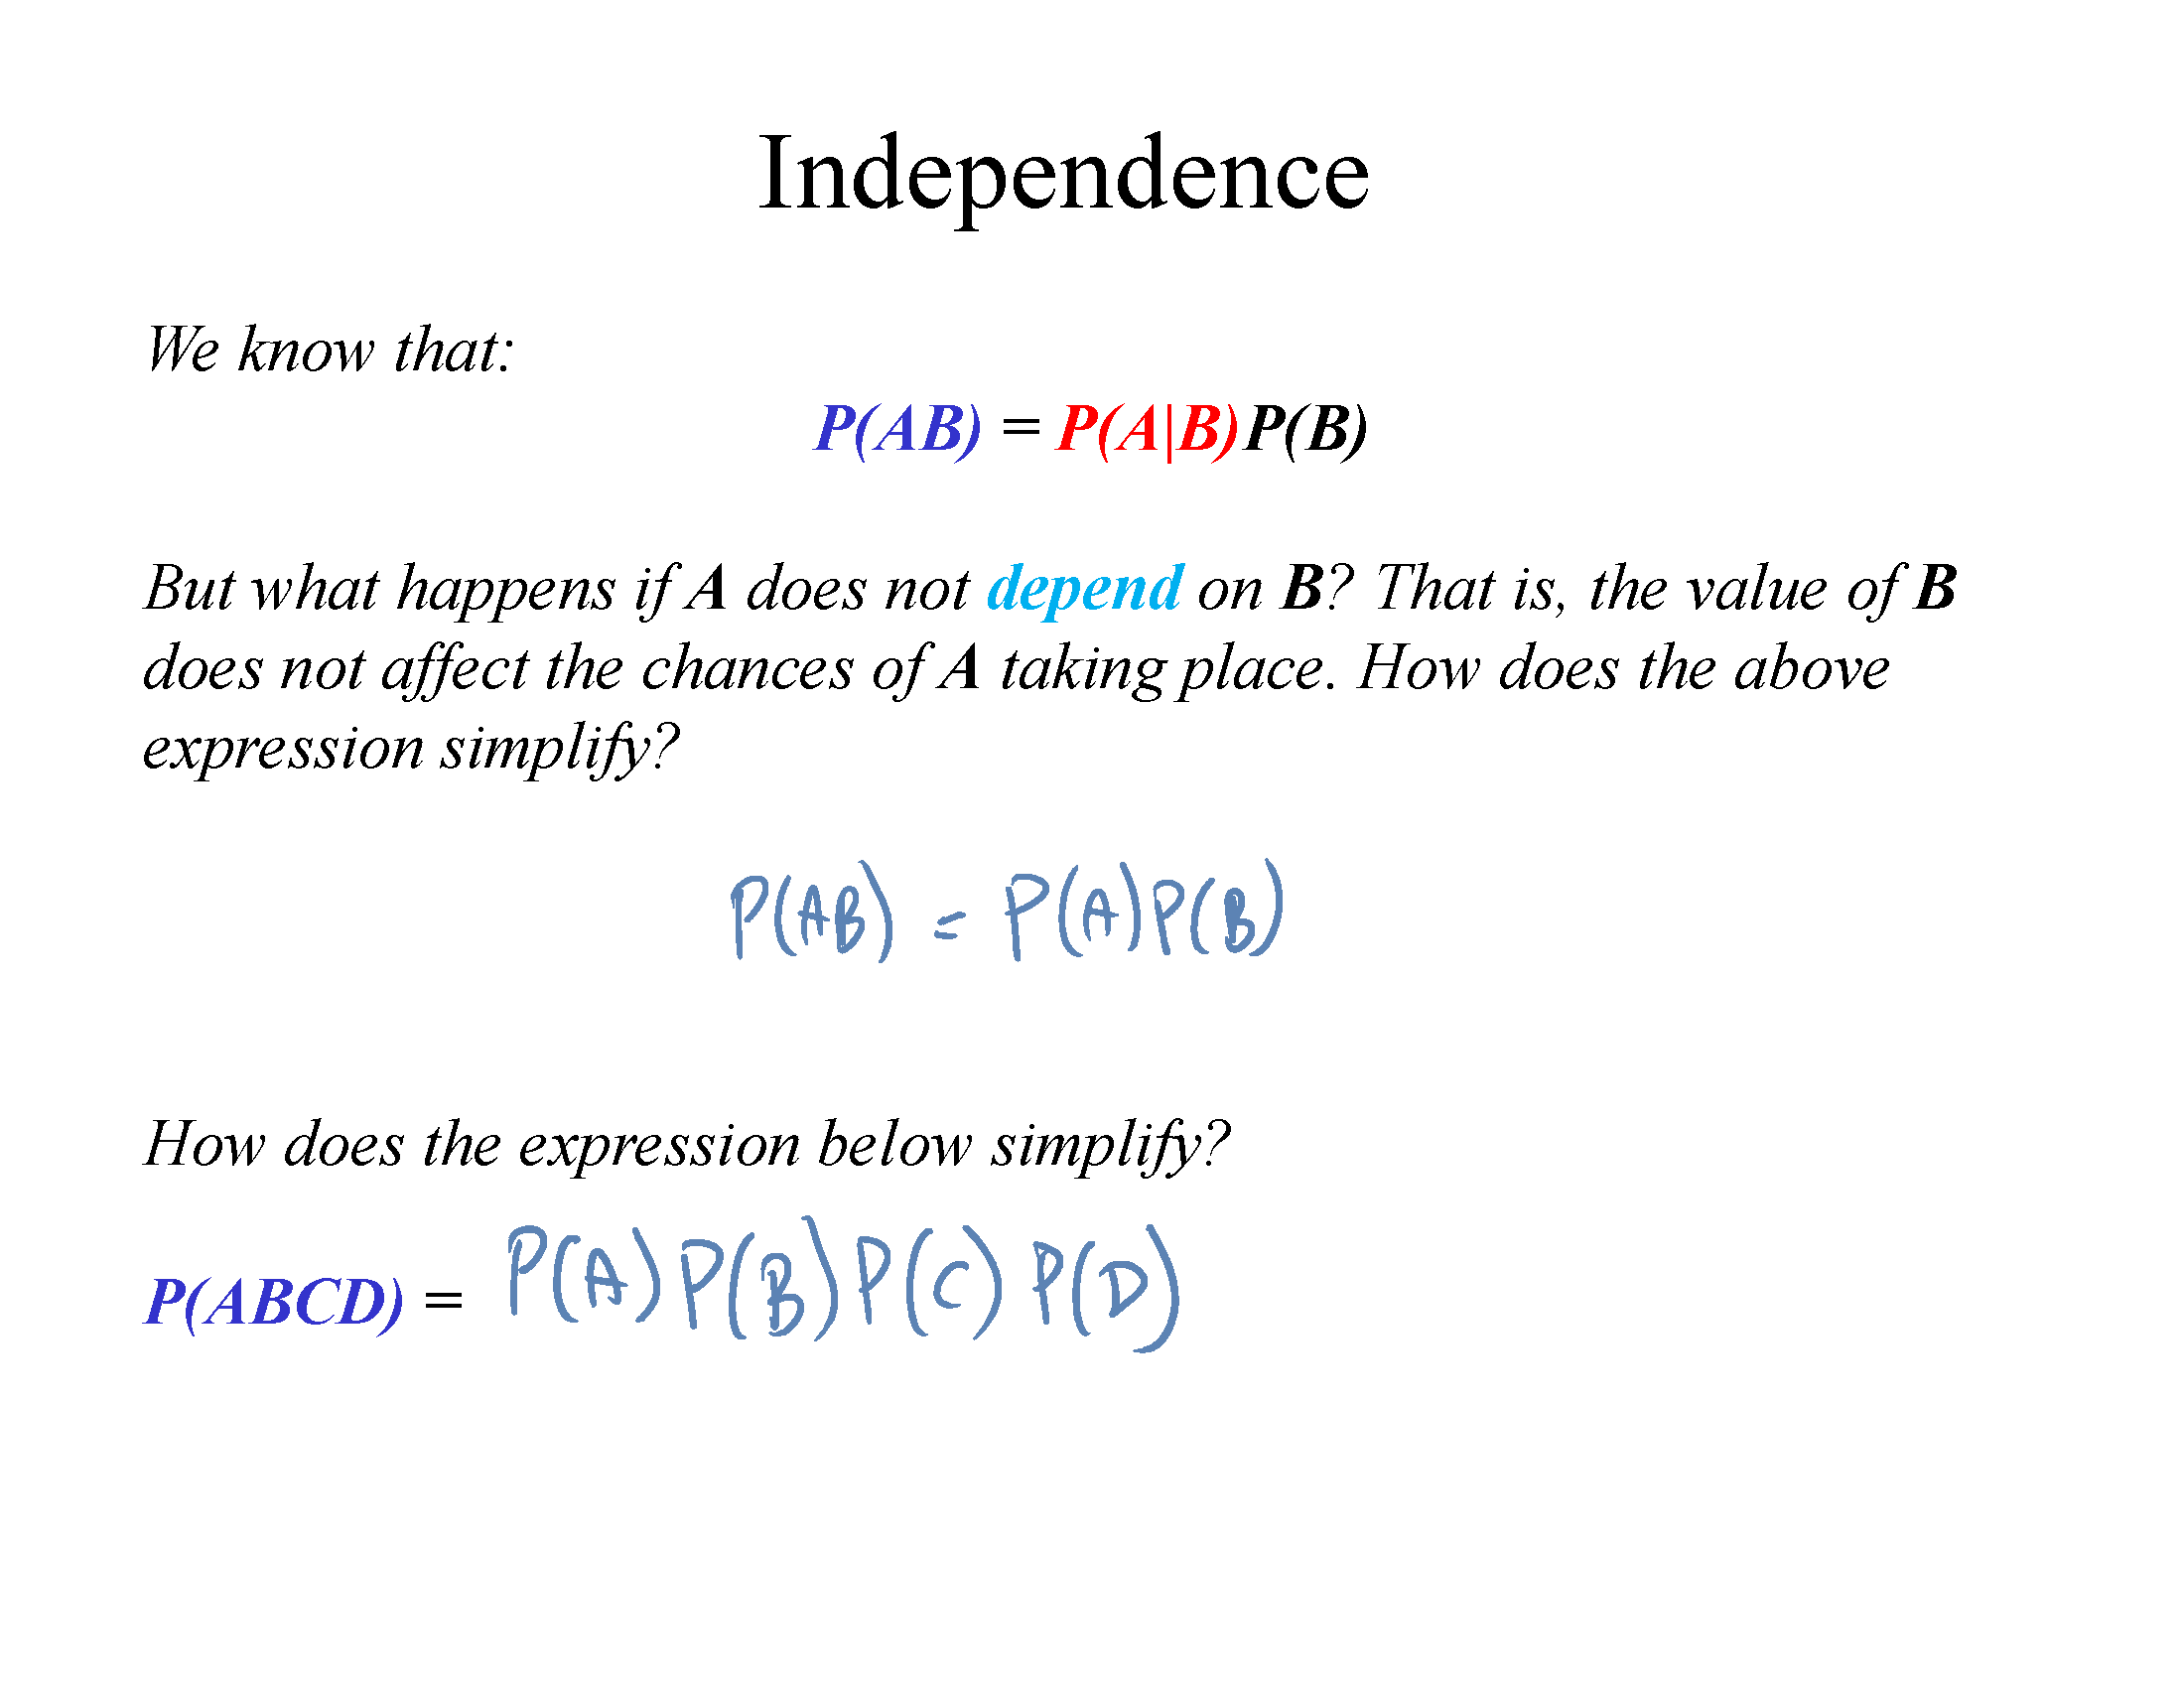 Independence
We know that:
P(AB) = P(A|B)P(B)
But what happens if A does not depend on B? That is, the value of B
does not affect the chances of A taking place. How does the above
expression simplify?
P(AB) = P(A)P(B)
How does the expression below simplify?
P(ABCD) = P(A) P(B) P(C) P(D)